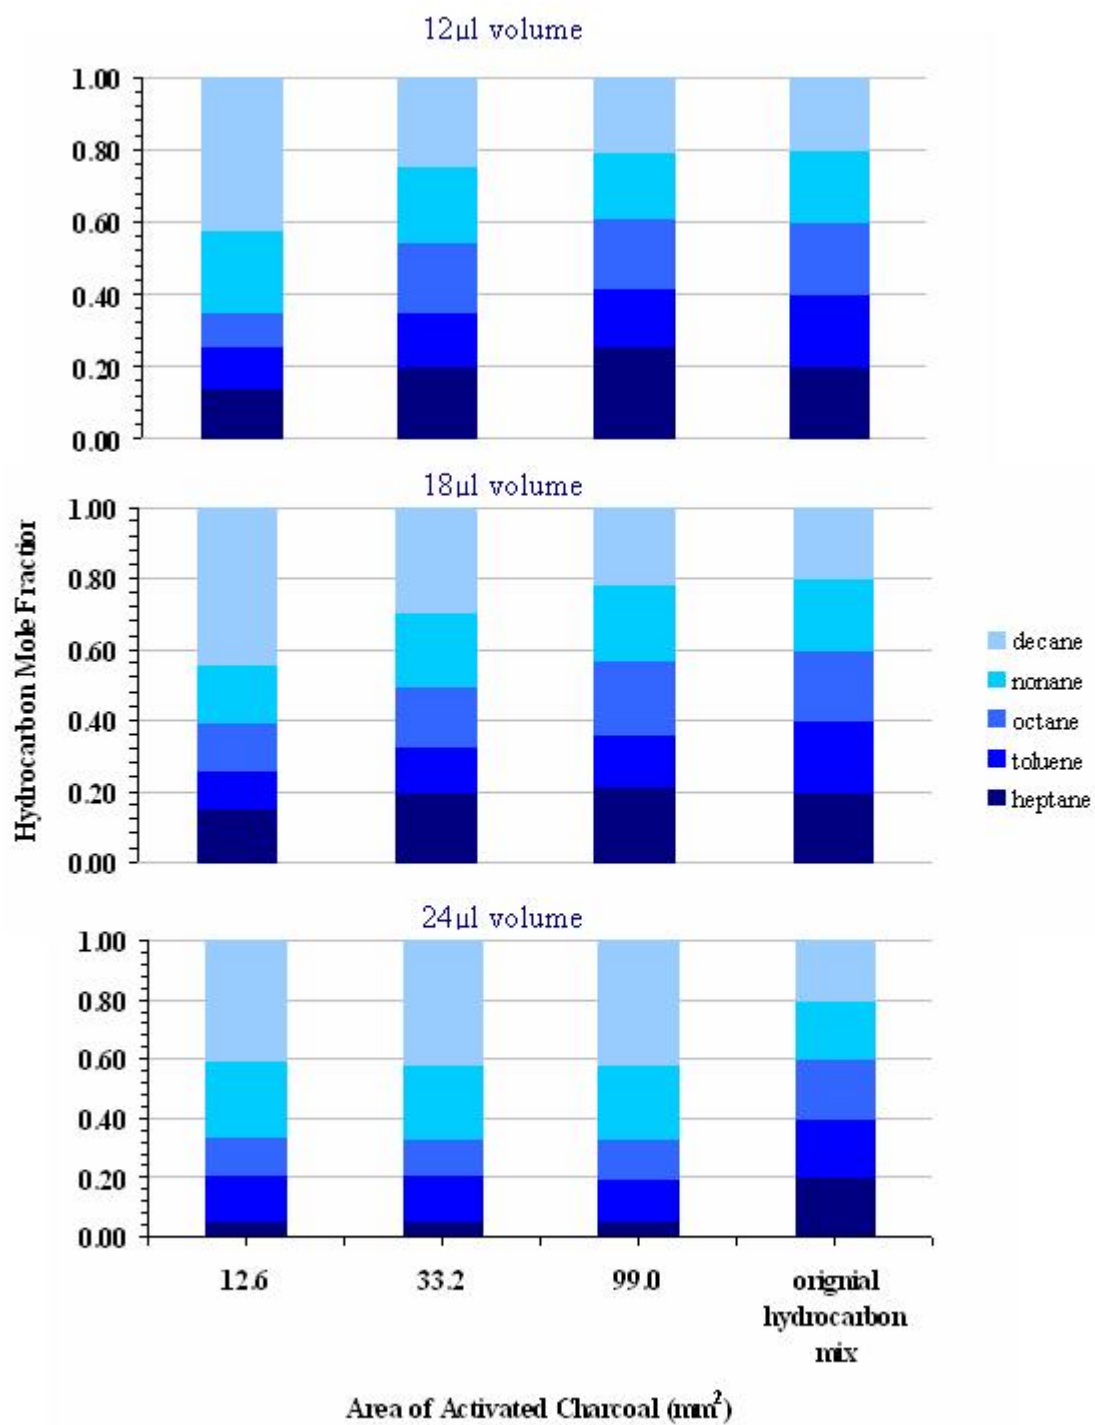 12µl volume
1.00
0.80
0.60
0.40
0.20
0.00
18µl volume
1.00
0.80
0.60
0.40
0.20
0.00
Hydrocarbon Mole Fraction
decane
nonane
octane
toluene
heptane
24µl volume
1.00
0.80
0.60
0.40
0.20
0.00
12.6 33.2 99.0 orignial
hydrocarbon
mix
Area of Activated Charcoal (mm²)